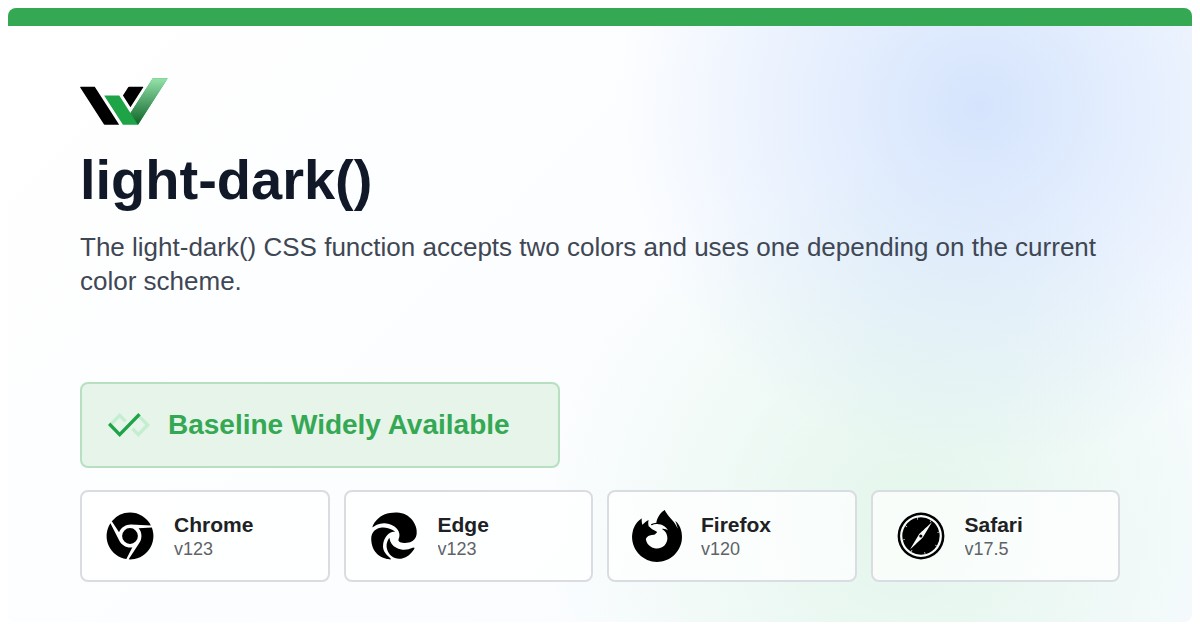 light-dark()
The light-dark() CSS function accepts two colors and uses one depending on the current
color scheme.
Baseline Widely Available
Chrome
v123
Edge
v123
Firefox
v120
Safari
v17.5